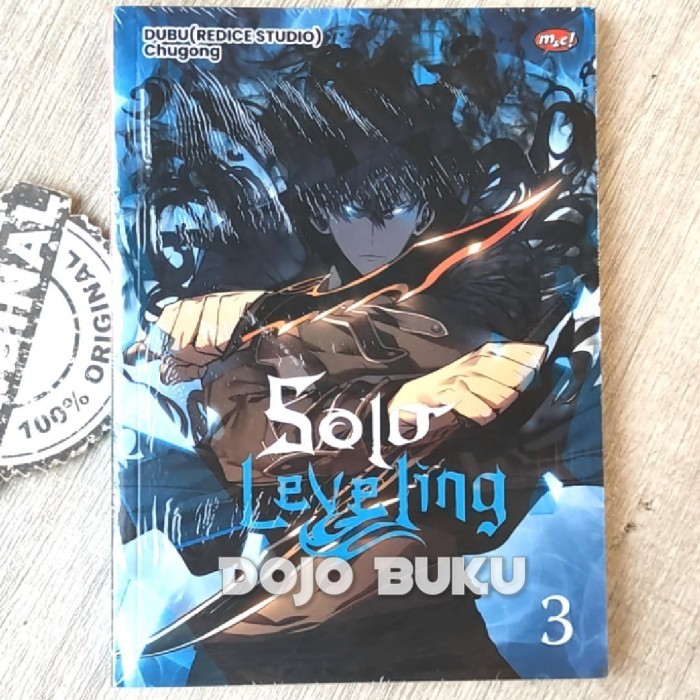 DUBU(REDICE STUDIO)
Chugong
m&c!
Solo
Leveling
DOJO BUKU
3
100% ORIGINAL